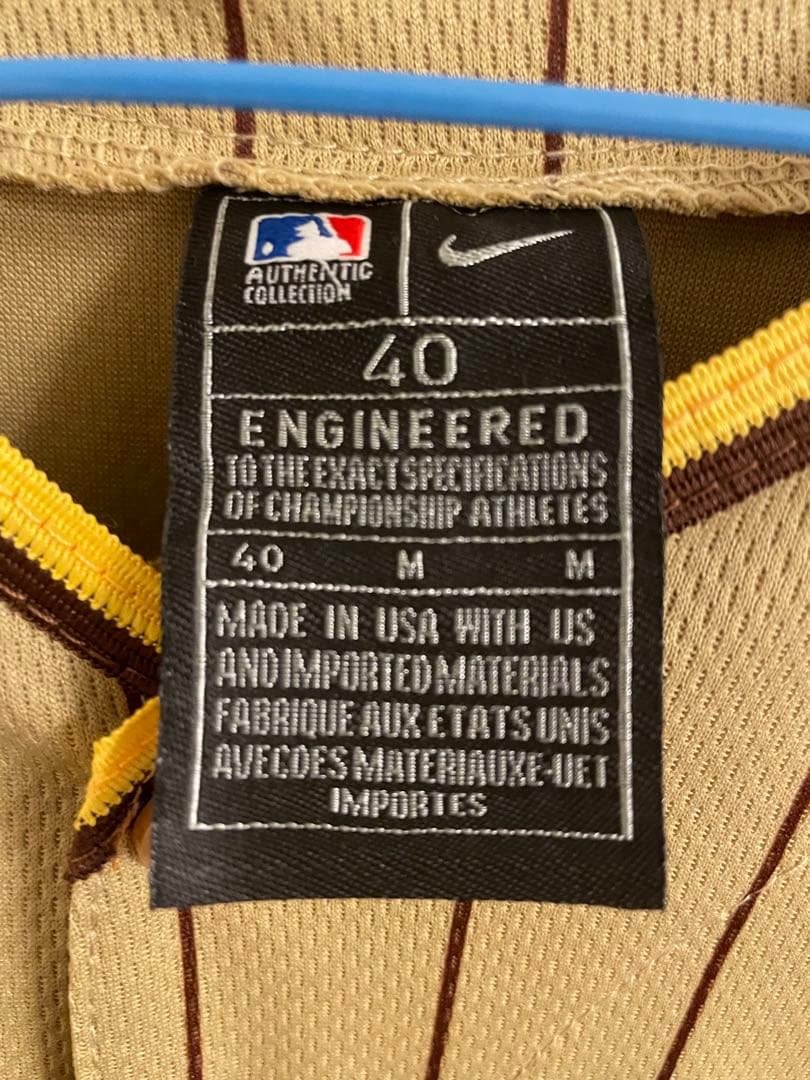 AUTHENTIC
COLLECTION
40
ENGINEERED
TO THE EXACT SPECIFICATIONS
OF CHAMPIONSHIP ATHLETES
40 M M
MADE IN USA WITH US
AND IMPORTED MATERIALS
FABRIQUE AUX ETATS UNIS
AVECDES MATERIAUXE-UET
IMPORTES